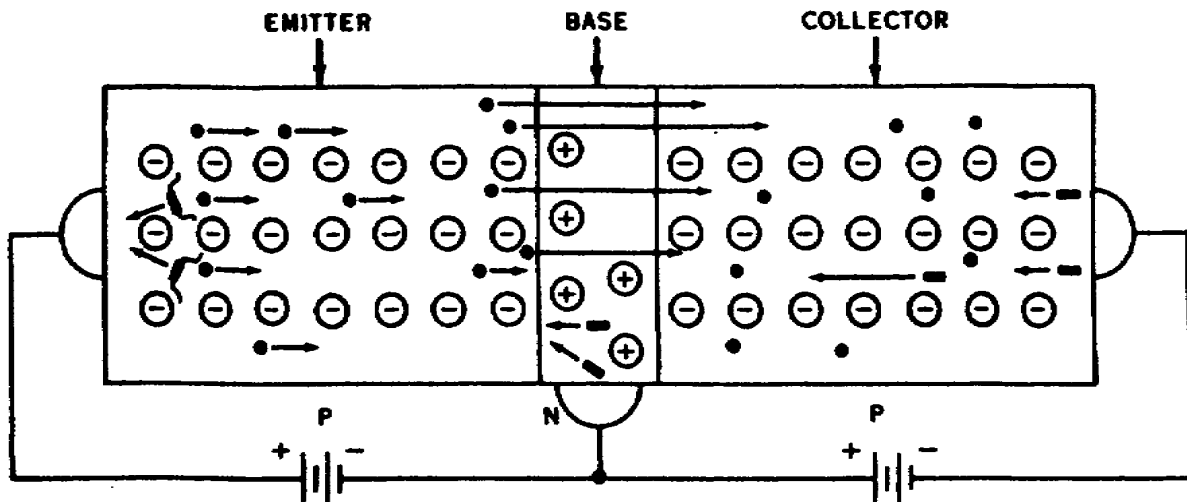 EMITTER BASE COLLECTOR
P N P
+ − + −